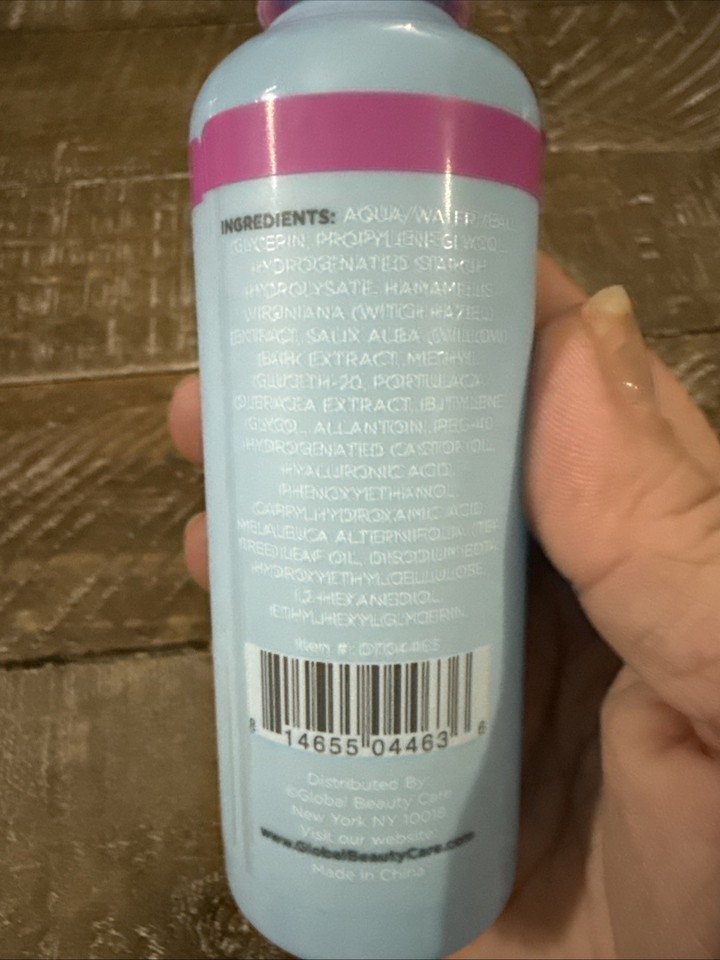 INGREDIENTS: AQUA/WATER/EAU,
GLYCERIN, PROPYLENE GLYCOL,
HYDROGENATED STARCH
HYDROLYSATE, HAMAMELIS
VIRGINIANA (WITCH HAZEL)
EXTRACT, SALIX ALBA (WILLOW)
BARK EXTRACT, METHYL
GLUCETH-20, PORTULACA
OLERACEA EXTRACT, BUTYLENE
GLYCOL, ALLANTOIN, PEG-40
HYDROGENATED CASTOR OIL,
HYALURONIC ACID,
PHENOXYETHANOL,
CAPRYLHYDROXAMIC ACID,
MELALEUCA ALTERNIFOLIA (TEA
TREE) LEAF OIL, DISODIUM EDTA,
HYDROXYETHYLCELLULOSE,
1,2-HEXANEDIOL,
ETHYLHEXYLGLYCERIN.
Item #:
8 14655 04463 6
Distributed By:
©Global Beauty Care
New York NY 10018
Visit our website:
www.GlobalBeautyCare.com
Made in China